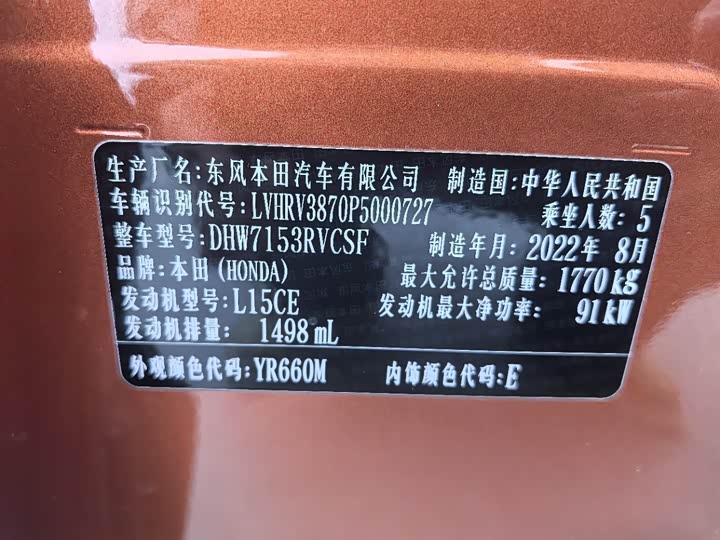 生产厂名:东风本田汽车有限公司 制造国:中华人民共和国
车辆识别代号:LVHRV3870P5000727 乘坐人数:5
整车型号:DHW7153RVCSF 制造年月:2022年 8月
品牌:本田(HONDA) 最大允许总质量:1770kg
发动机型号:L15CE 发动机最大净功率: 91kW
发动机排量: 1498mL
外观颜色代码:YR660M 内饰颜色代码:E